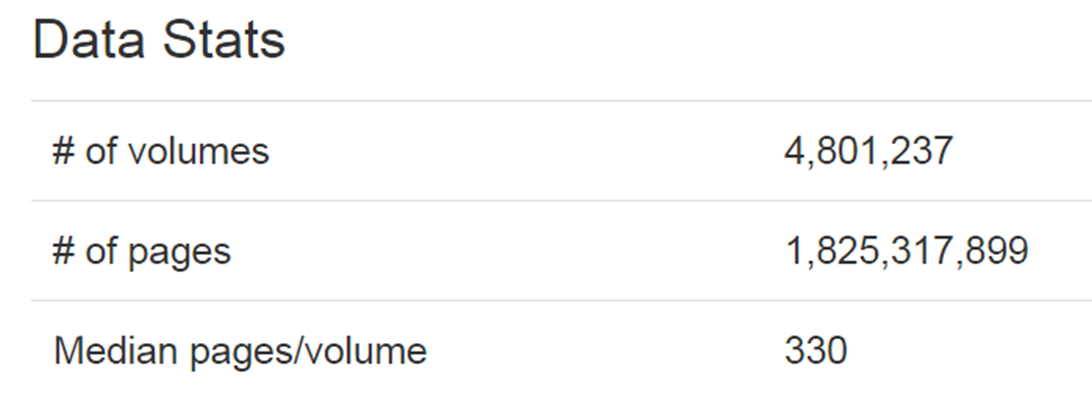 Data Stats
# of volumes 4,801,237
# of pages 1,825,317,899
Median pages/volume 330